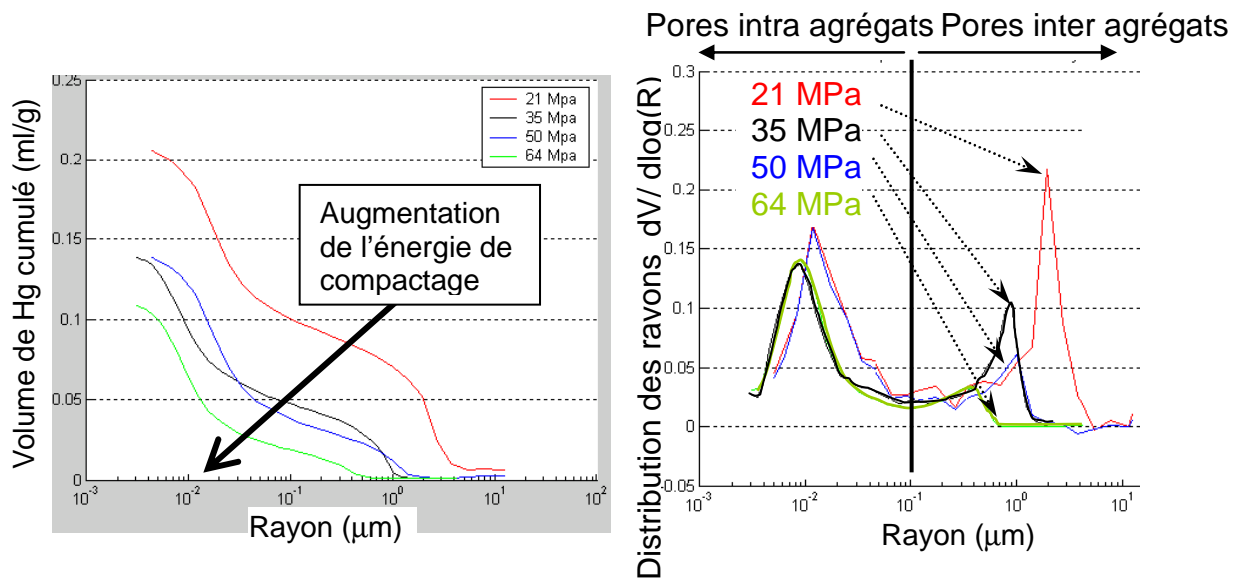 Volume de Hg cumulé (ml/g)
0.25
0.2
0.15
0.1
0.05
0
21 Mpa
35 Mpa
50 Mpa
64 Mpa
Augmentation
de l'énergie de
compactage
10-3
10-2
10-1
100
101
102
Rayon (μm)
Pores intra agrégats
Pores inter agrégats
Distribution des rayons dV/ dlog(R)
0.3
0.25
0.2
0.15
0.1
0.05
0
0.05
21 MPa
35 MPa
50 MPa
64 MPa
10-3
10-2
10-1
100
101
Rayon (μm)